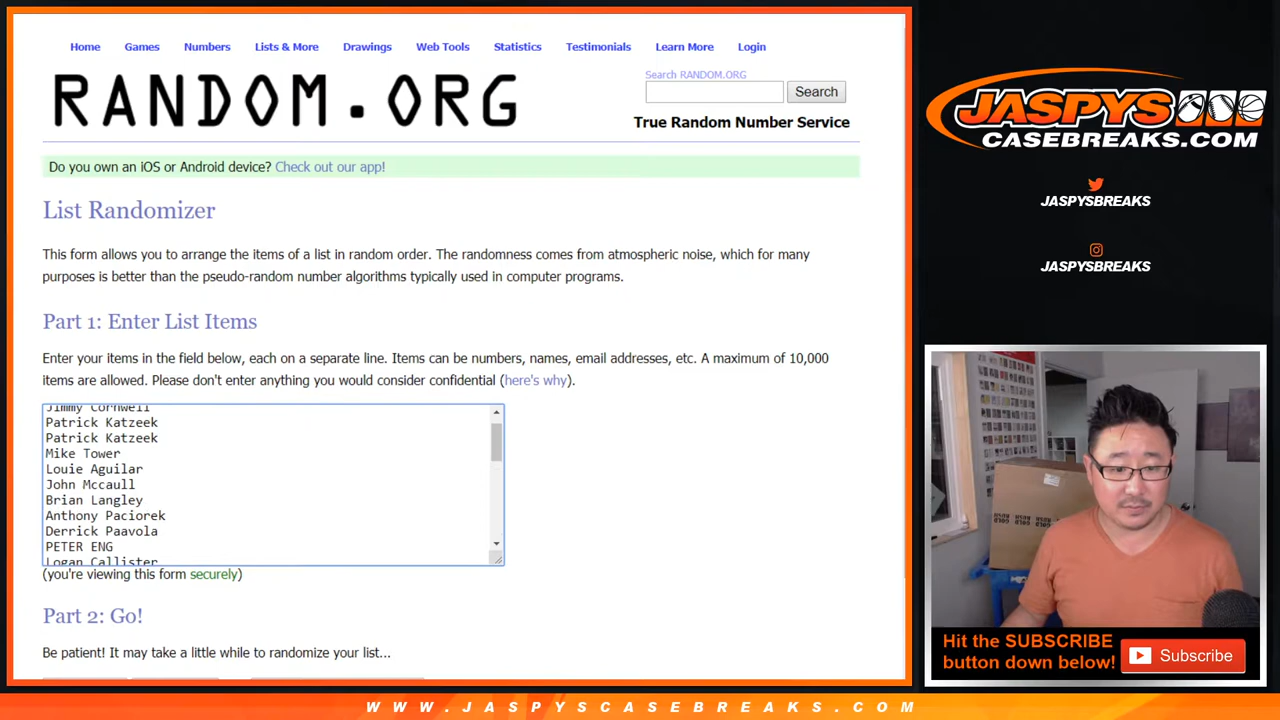 Home Games Numbers Lists & More Drawings Web Tools Statistics Testimonials Learn More Login
RANDOM.ORG
Search RANDOM.ORG
Search
True Random Number Service
Do you own an iOS or Android device? Check out our app!
List Randomizer
This form allows you to arrange the items of a list in random order. The randomness comes from atmospheric noise, which for many
purposes is better than the pseudo-random number algorithms typically used in computer programs.
Part 1: Enter List Items
Enter your items in the field below, each on a separate line. Items can be numbers, names, email addresses, etc. A maximum of 10,000
items are allowed. Please don't enter anything you would consider confidential (here's why).
Jimmy Cornwell
Patrick Katzeek
Patrick Katzeek
Mike Tower
Louie Aguilar
John Mccaull
Brian Langley
Anthony Paciorek
Derrick Paavola
PETER ENG
Logan Callister
(you're viewing this form securely)
Part 2: Go!
Be patient! It may take a little while to randomize your list...
JASPYS
CASEBREAKS.COM
JASPYSBREAKS
JASPYSBREAKS
Hit the SUBSCRIBE
button down below!
Subscribe
WWW.JASPYSCASEBREAKS.COM